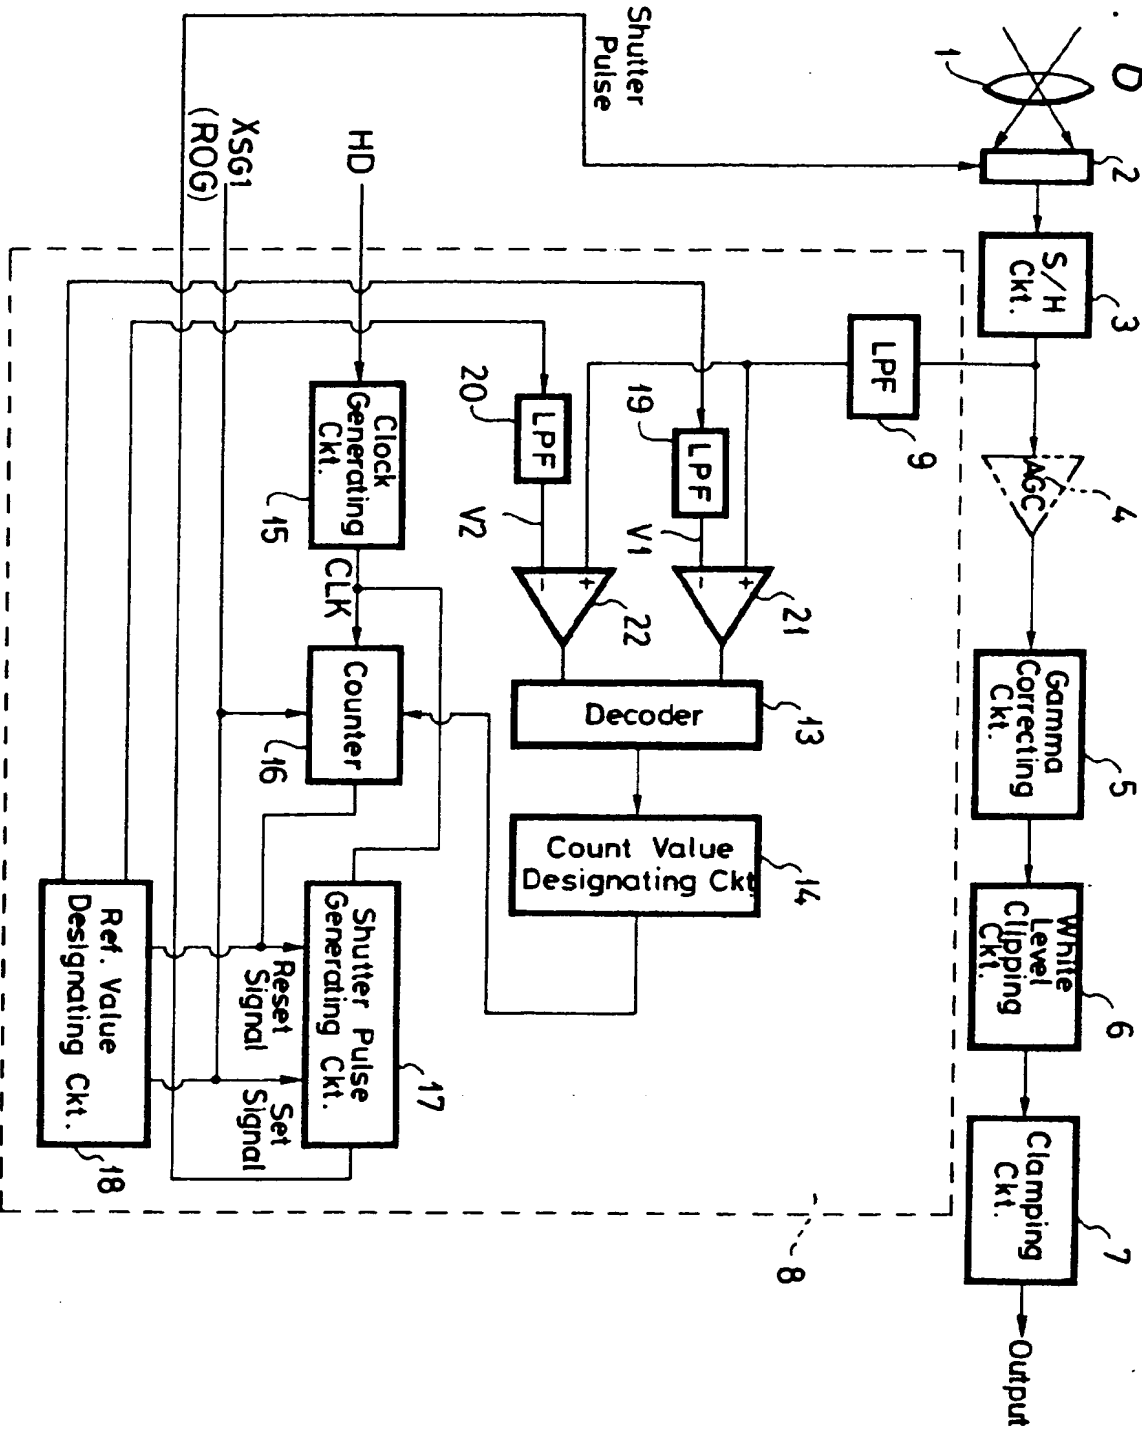 D
1
2
S/H
Ckt.
3
AGC
4
Gamma
Correcting
Ckt.
5
White
Level
Clipping
Ckt.
6
Clamping
Ckt.
7
Output
Shutter
Pulse
LPF
9
LPF
19
V1
+
-
21
LPF
20
V2
+
-
22
Decoder
13
Count Value
Designating Ckt
14
8
HD
Clock
Generating
Ckt.
15
CLK
Counter
16
Shutter Pulse
Generating Ckt.
17
XSG1
(ROG)
Reset
Signal
Set
Signal
Ref. Value
Designating Ckt.
18